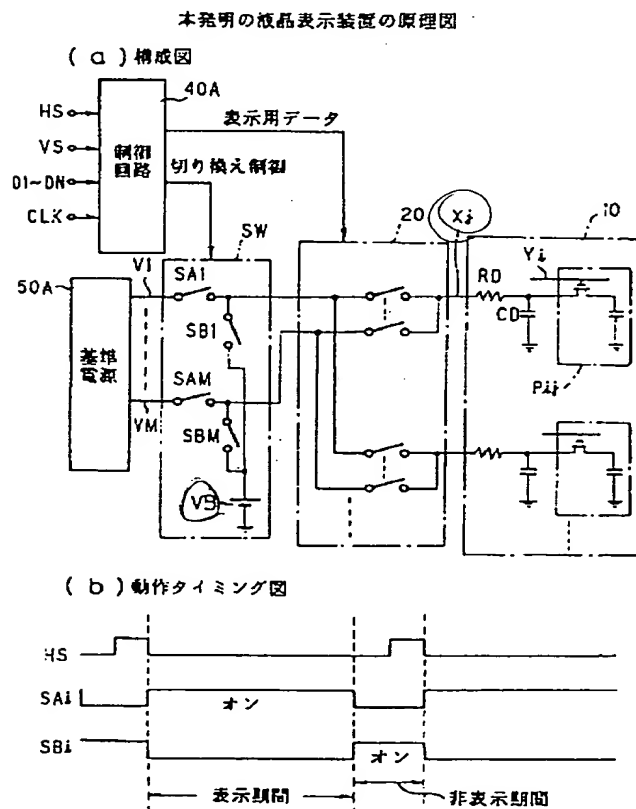 本発明の液晶表示装置の原理図
(a)構成図
40A
HS
VS
D1~DN
CLK
制御
回路
表示用データ
切り換え制御
SW
20
Xj
10
50A
V1
SA1
SB1
RD
CD
Yi
Pij
基準
電源
VM
SAM
SBM
VB
(b)動作タイミング図
HS
SAi
オン
SBi
オン
表示期間
非表示期間